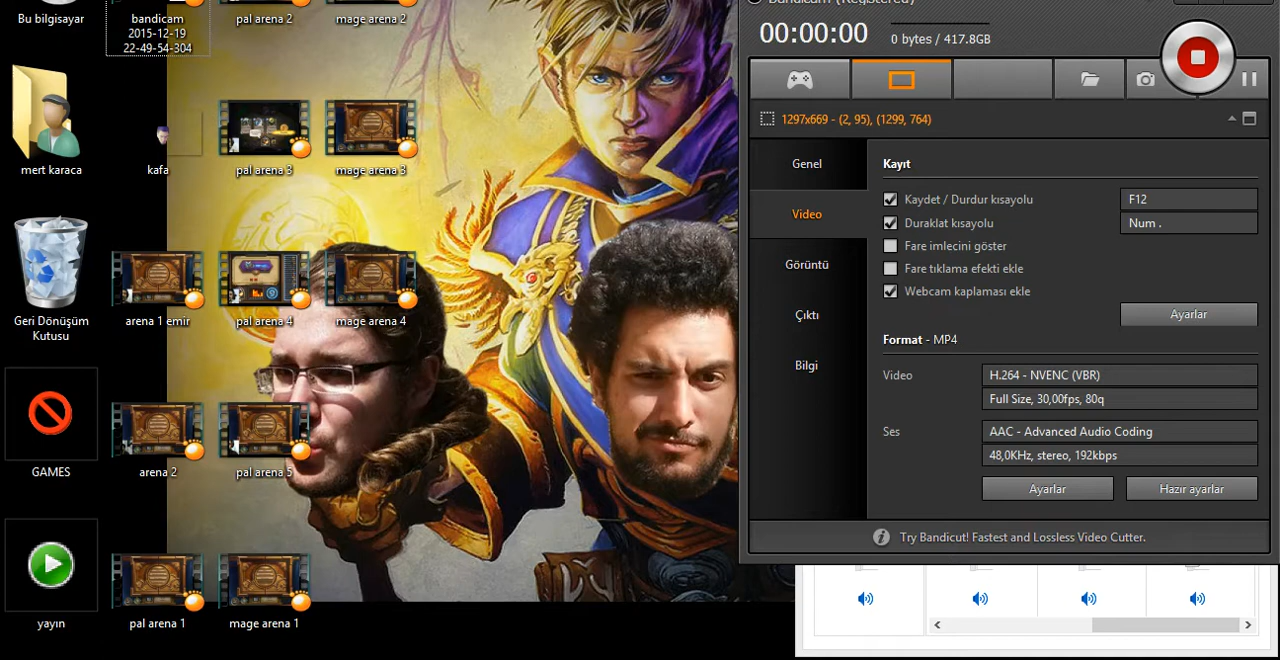 Bu bilgisayar
bandicam
2015-12-19
22-49-54-304
pal arena 2
mage arena 2
mert karaca
kafa
pal arena 3
mage arena 3
Geri Dönüşüm
Kutusu
arena 1 emir
pal arena 4
mage arena 4
GAMES
arena 2
pal arena 5
yayın
pal arena 1
mage arena 1
Bandicam (Registered)
00:00:00
0 bytes / 417.8GB
1297x669 - (2, 95), (1299, 764)
Genel
Video
Görüntü
Çıktı
Bilgi
Kayıt
Kaydet / Durdur kısayolu
F12
Duraklat kısayolu
Num .
Fare imlecini göster
Fare tıklama efekti ekle
Webcam kaplaması ekle
Ayarlar
Format - MP4
Video
H.264 - NVENC (VBR)
Full Size, 30,00fps, 80q
Ses
AAC - Advanced Audio Coding
48,0KHz, stereo, 192kbps
Ayarlar
Hazır ayarlar
Try Bandicut! Fastest and Lossless Video Cutter.